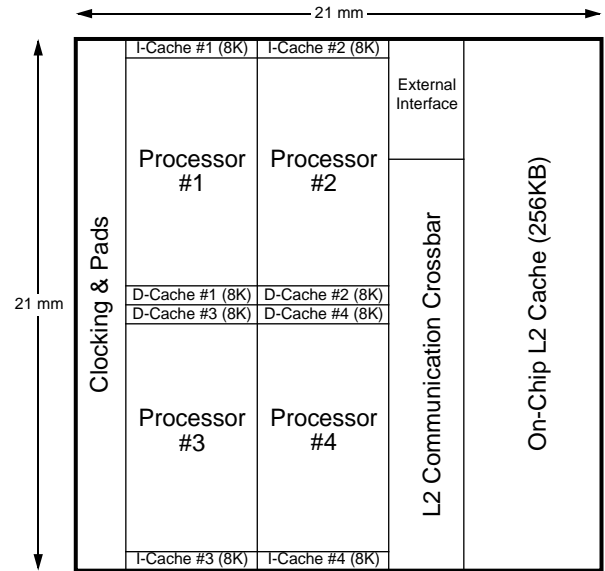 21 mm
I-Cache #1 (8K)
I-Cache #2 (8K)
External
Interface
Processor
#1
Processor
#2
21 mm
Clocking & Pads
D-Cache #1 (8K)
D-Cache #2 (8K)
D-Cache #3 (8K)
D-Cache #4 (8K)
L2 Communication Crossbar
On-Chip L2 Cache (256KB)
Processor
#3
Processor
#4
I-Cache #3 (8K)
I-Cache #4 (8K)